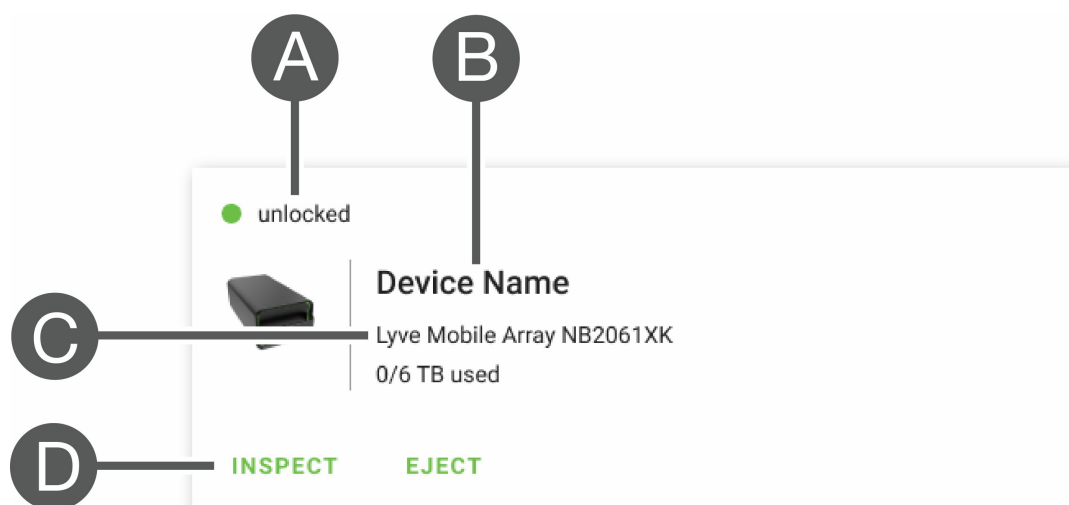 A B
unlocked
Device Name
C Lyve Mobile Array NB2061XK
0/6 TB used
D INSPECT EJECT